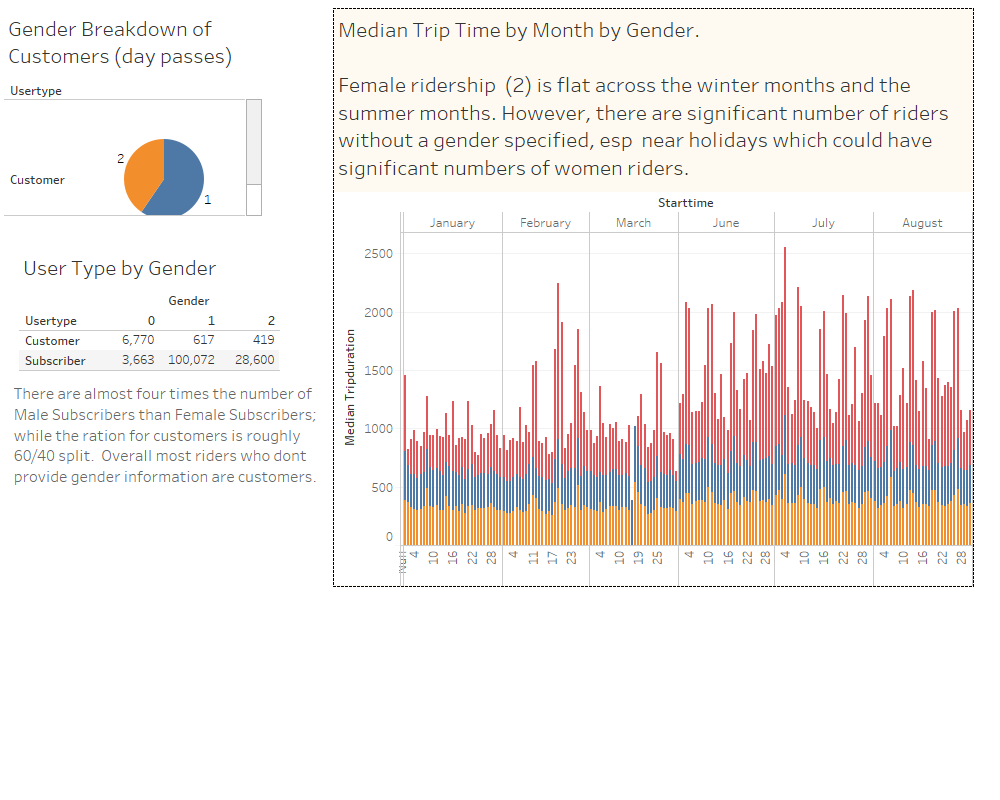 Gender Breakdown of
Customers (day passes)
Usertype
2
Customer
1
User Type by Gender
Gender
Usertype 0 1 2
Customer 6,770 617 419
Subscriber 3,663 100,072 28,600
There are almost four times the number of
Male Subscribers than Female Subscribers;
while the ration for customers is roughly
60/40 split. Overall most riders who dont
provide gender information are customers.
Median Trip Time by Month by Gender.
Female ridership (2) is flat across the winter months and the
summer months. However, there are significant number of riders
without a gender specified, esp near holidays which could have
significant numbers of women riders.
Starttime
January February March June July August
Median Tripduration
2500
2000
1500
1000
500
0
Null 4 10 16 22 28 4 11 17 23 4 10 19 25 4 10 16 22 28 4 10 16 22 28 4 10 16 22 28